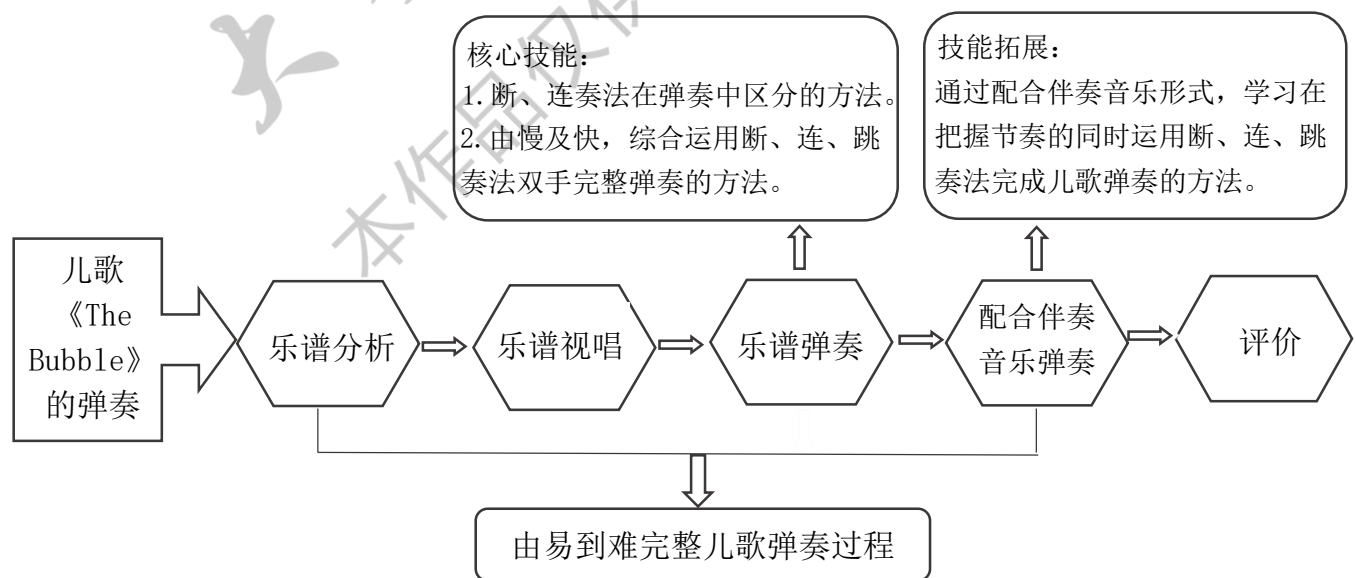 核心技能：
1.断、连奏法在弹奏中区分的方法。
2.由慢及快，综合运用断、连、跳
奏法双手完整弹奏的方法。
技能拓展：
通过配合伴奏音乐形式，学习在
把握节奏的同时运用断、连、跳
奏法完成儿歌弹奏的方法。
儿歌
《The
Bubble》
的弹奏
乐谱分析
乐谱视唱
乐谱弹奏
配合伴奏
音乐弹奏
评价
由易到难完整儿歌弹奏过程
本作品仅供